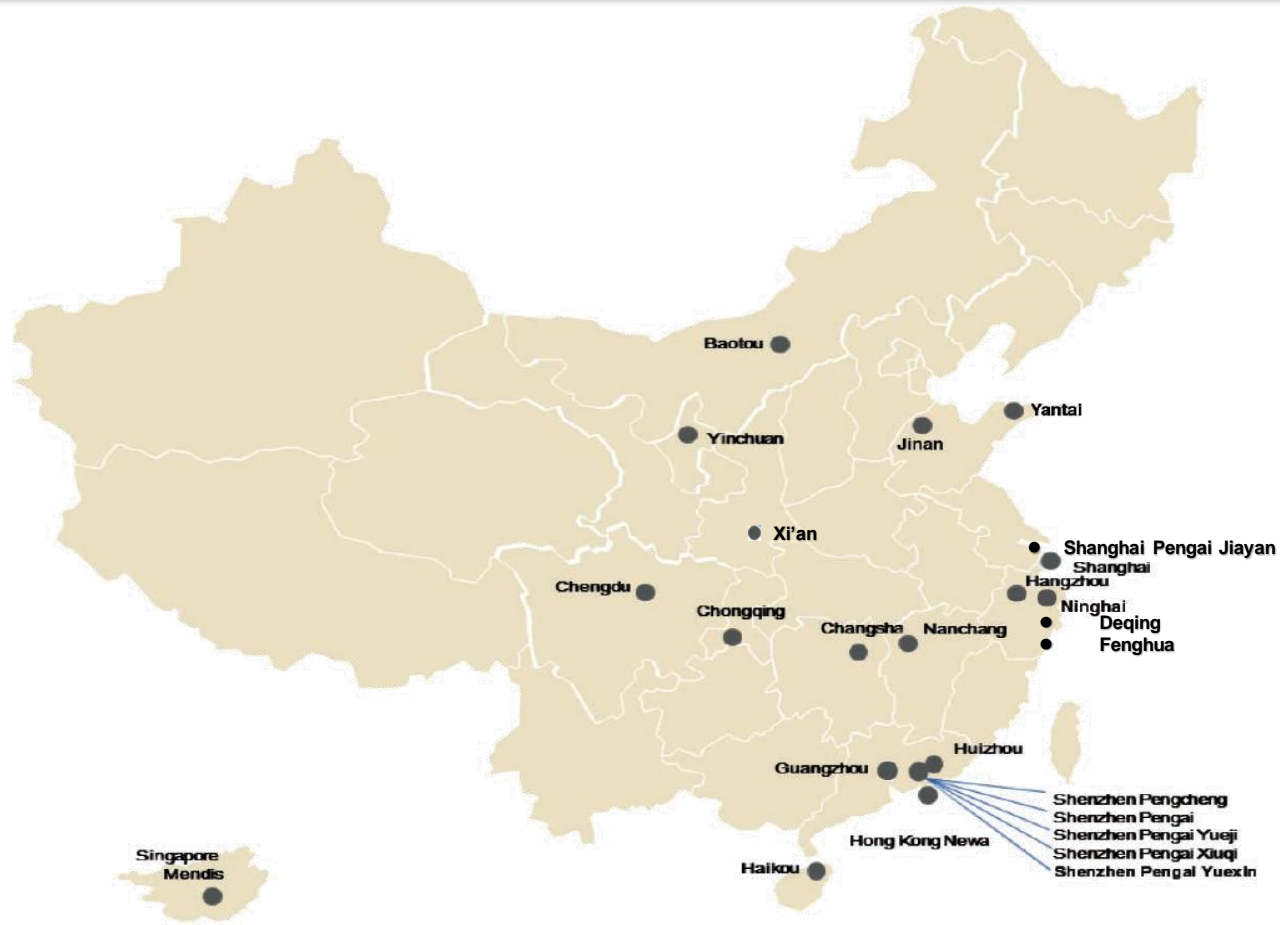 Baotou
Yantai
Yinchuan
Jinan
Xi’an
Shanghai Pengai Jiayan
Shanghai
Hangzhou
Chengdu
Ninghai
Chongqing
Deqing
Changsha
Nanchang
Fenghua
Huizhou
Guangzhou
Shenzhen Pengcheng
Shenzhen Pengai
Shenzhen Pengai Yueji
Hong Kong Newa
Shenzhen Pengai Xiuqi
Singapore
Mendis
Haikou
Shenzhen Pengai Yuexin